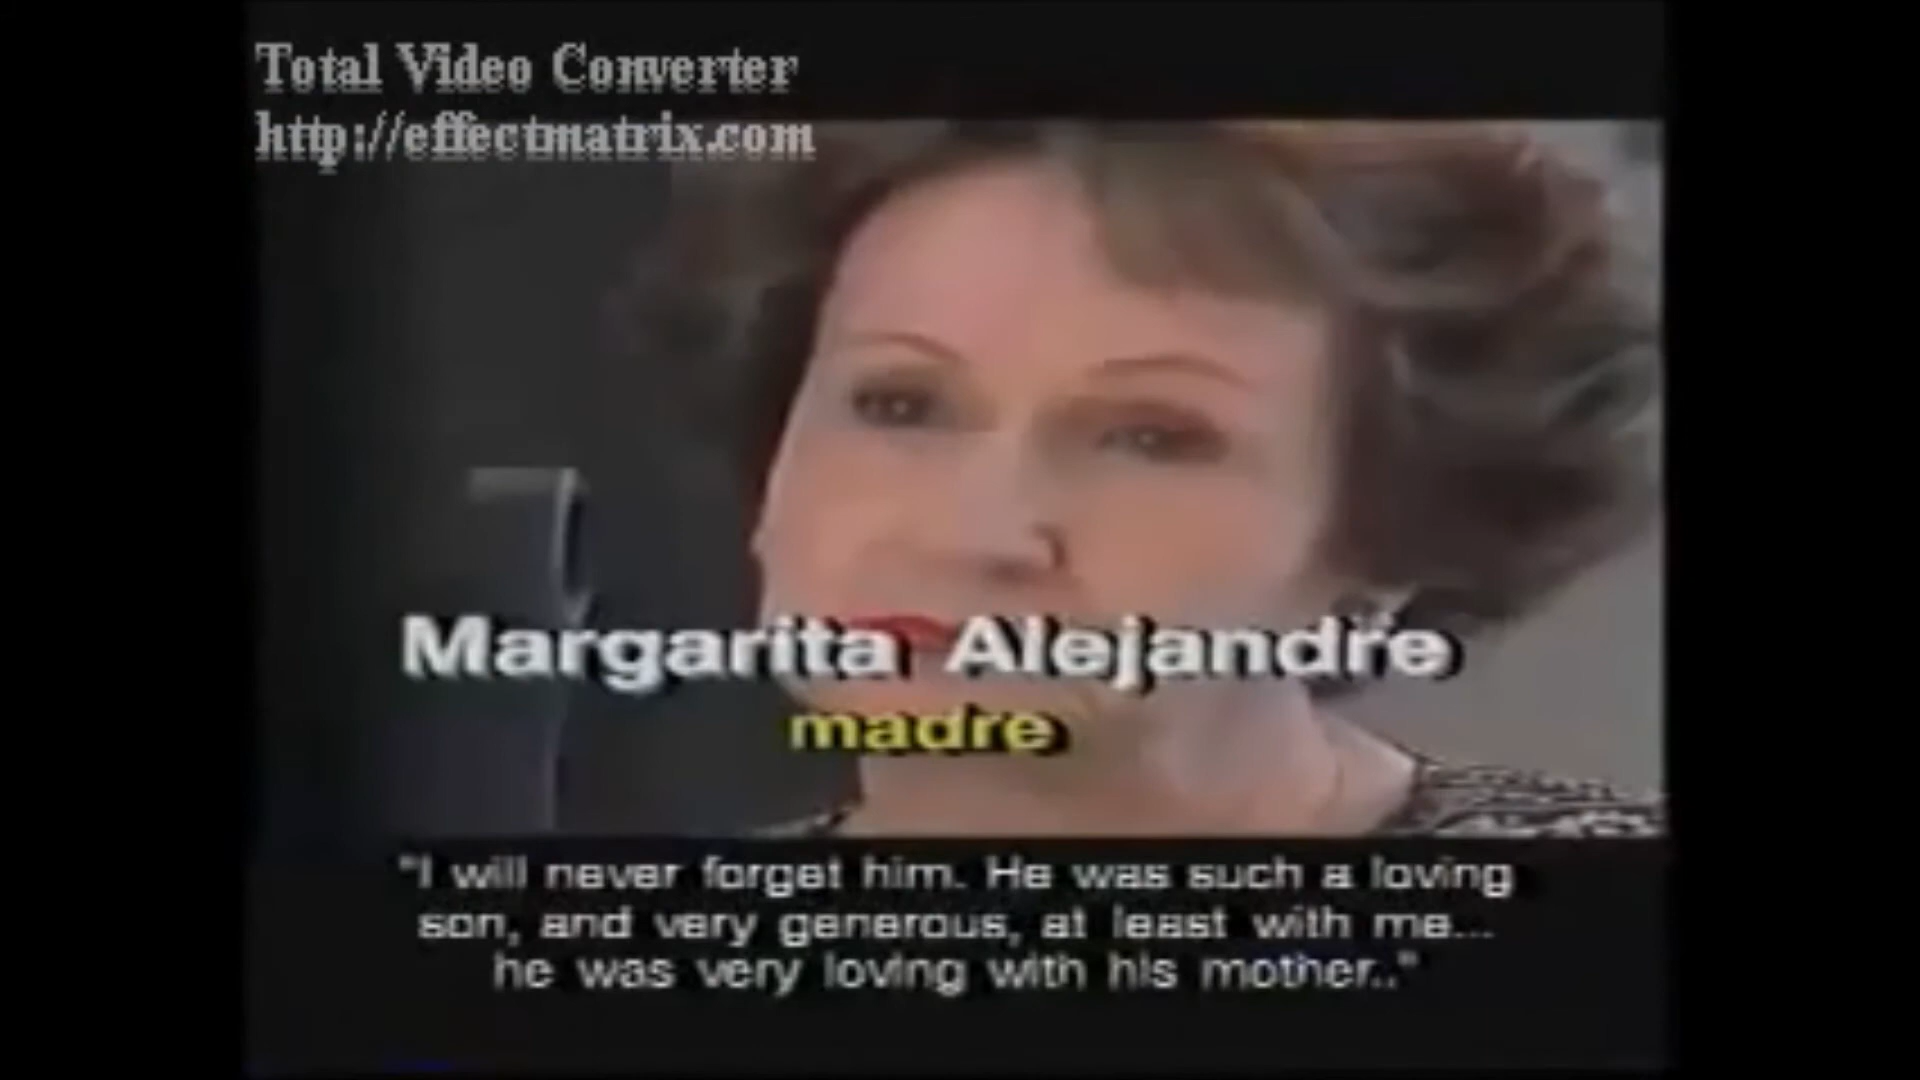 Total Video Converter
http://effectmatrix.com
Margarita Alejandre
madre
"I will never forget him. He was such a loving
son, and very generous, at least with me...
he was very loving with his mother.."